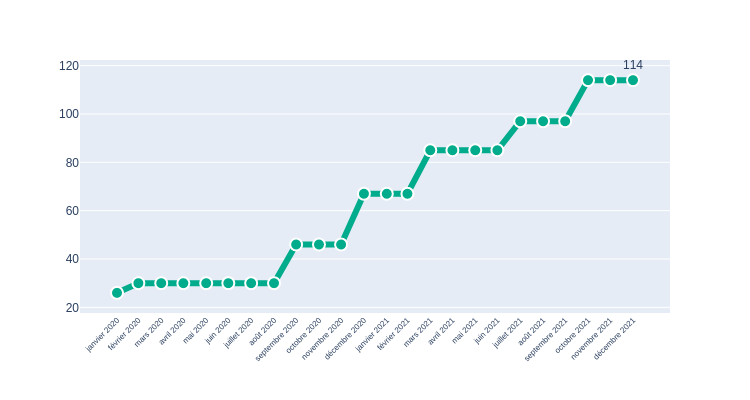 114
120
100
80
60
40
20
janvier 2020
février 2020
mars 2020
avril 2020
mai 2020
juin 2020
juillet 2020
août 2020
septembre 2020
octobre 2020
novembre 2020
décembre 2020
janvier 2021
février 2021
mars 2021
avril 2021
mai 2021
juin 2021
juillet 2021
août 2021
septembre 2021
octobre 2021
novembre 2021
décembre 2021